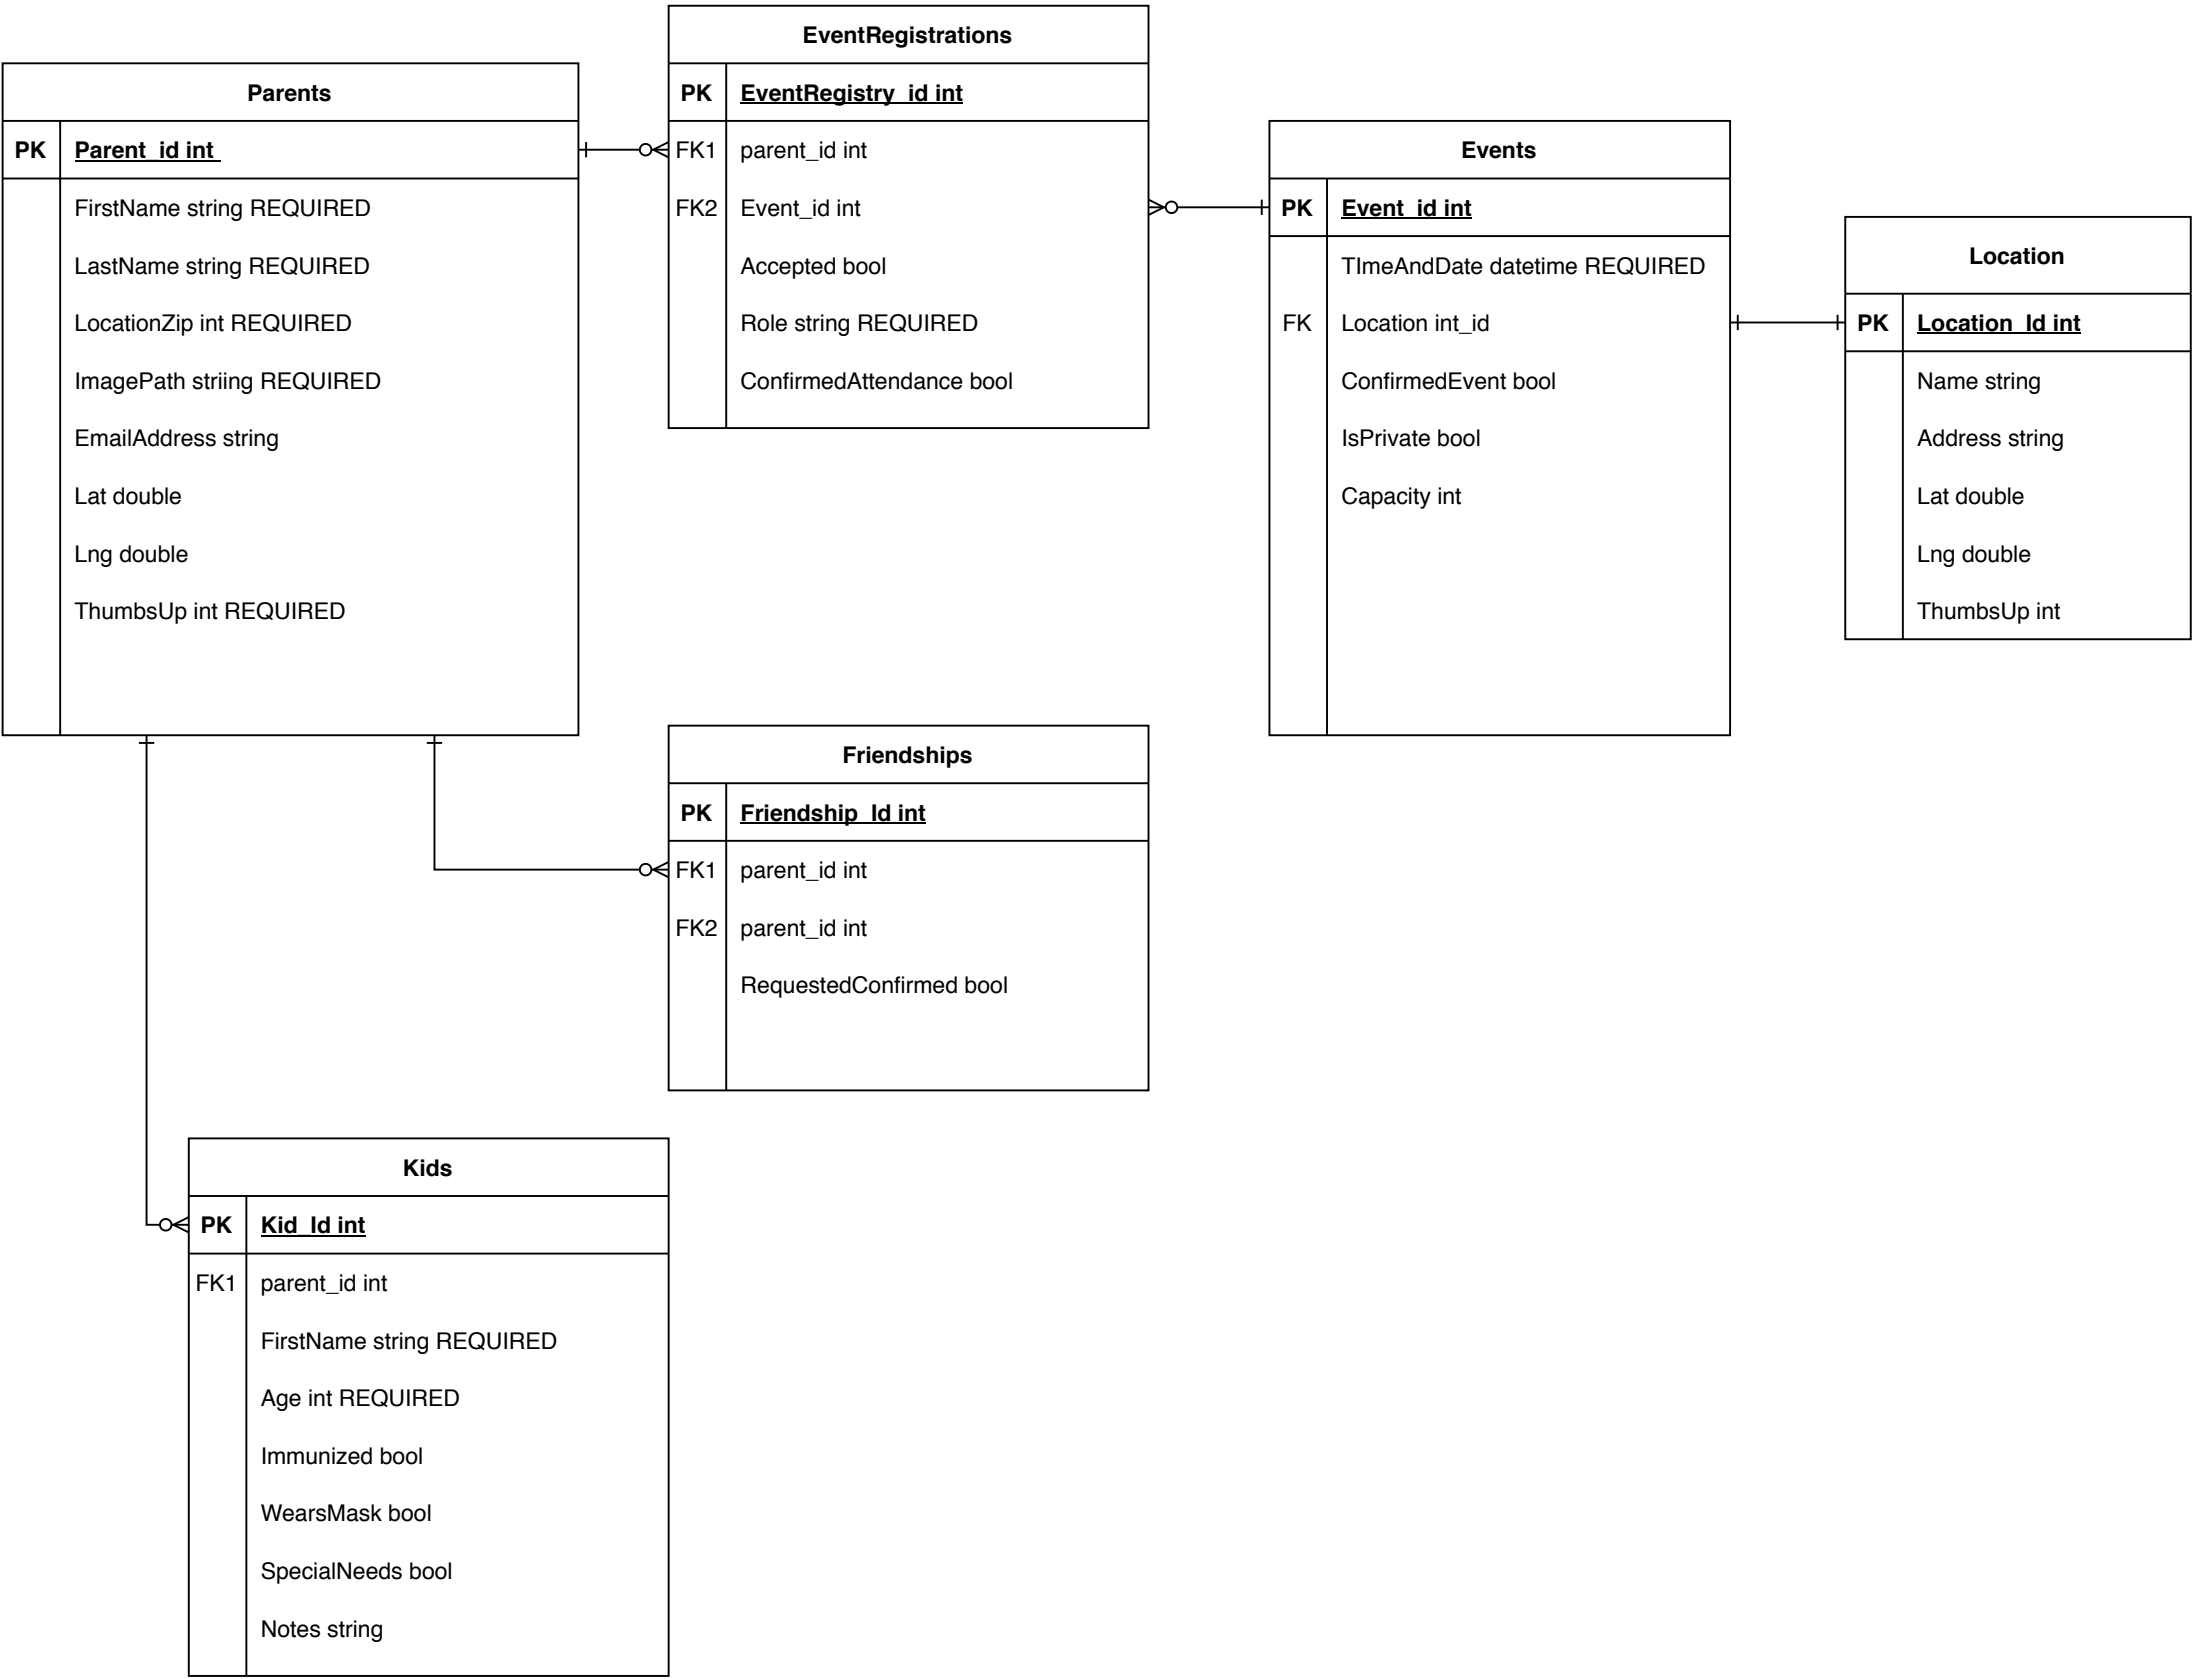 Parents
PK Parent_id int
FirstName string REQUIRED
LastName string REQUIRED
LocationZip int REQUIRED
ImagePath striing REQUIRED
EmailAddress string
Lat double
Lng double
ThumbsUp int REQUIRED
EventRegistrations
PK EventRegistry_id int
FK1 parent_id int
FK2 Event_id int
Accepted bool
Role string REQUIRED
ConfirmedAttendance bool
Events
PK Event_id int
TImeAndDate datetime REQUIRED
FK Location int_id
ConfirmedEvent bool
IsPrivate bool
Capacity int
Location
PK Location_Id int
Name string
Address string
Lat double
Lng double
ThumbsUp int
Friendships
PK Friendship_Id int
FK1 parent_id int
FK2 parent_id int
RequestedConfirmed bool
Kids
PK Kid_Id int
FK1 parent_id int
FirstName string REQUIRED
Age int REQUIRED
Immunized bool
WearsMask bool
SpecialNeeds bool
Notes string